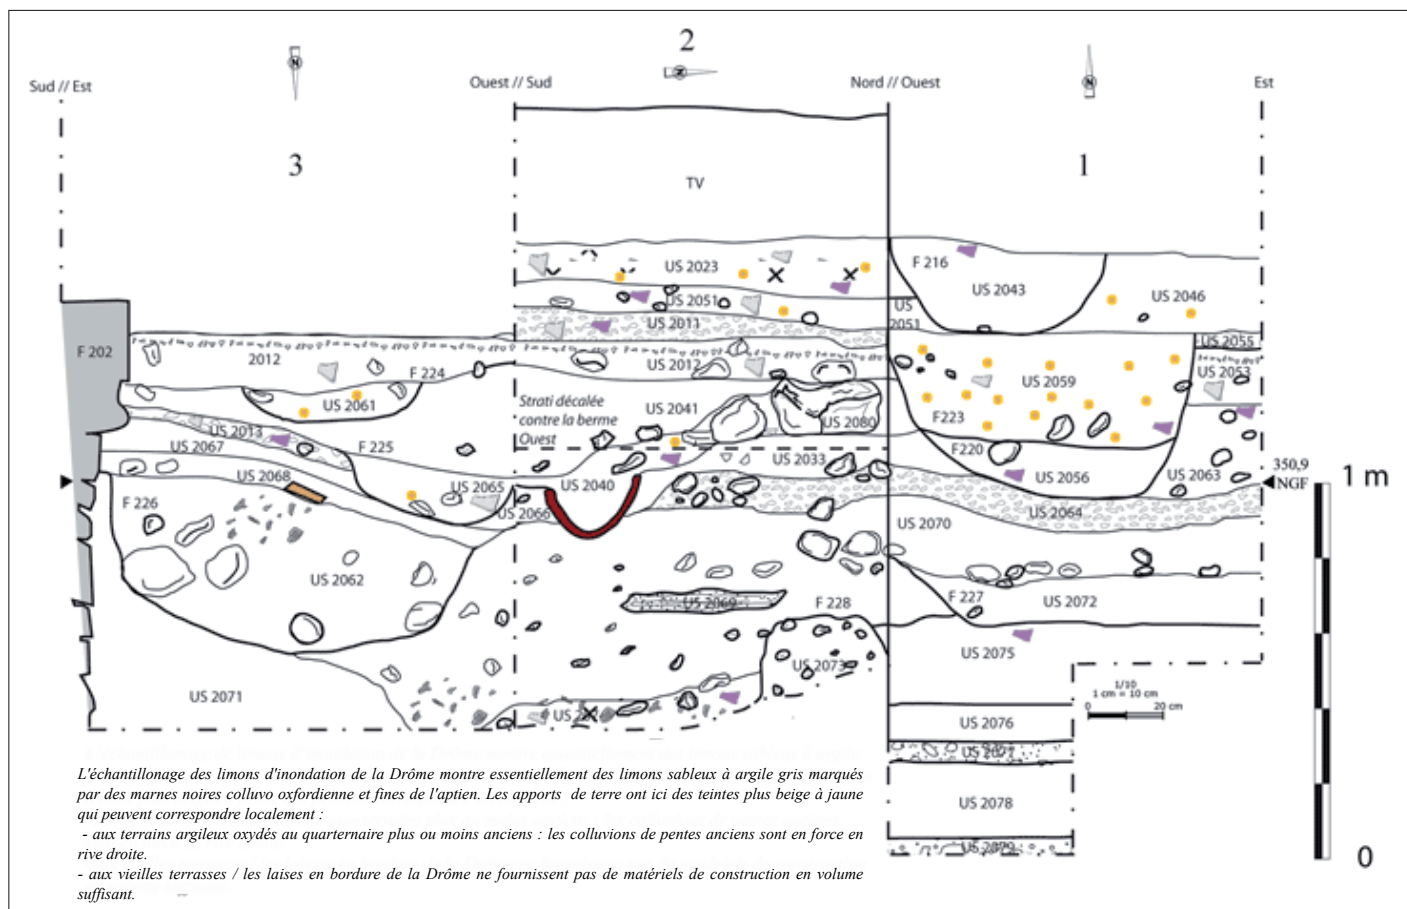 2
Sud // Est
Ouest // Sud
Nord // Ouest
Est
N
N
N
3
1
TV
F 216
US 2023
US 2043
US 2046
US 2051
US
2051
US 2011
F 202
2012
F 224
US 2012
US 2055
US 2053
US 2059
US 2061
Strati décalée
contre la berme
Ouest
US 2041
US 2080
F223
US 2013
US 2067
F 225
F220
US 2033
US 2068
US 2065
US 2040
US 2056
US 2063
350,9
NGF
1 m
F 226
US 2066
US 2064
US 2070
US 2062
US 2069
F 228
F 227
US 2072
US 2073
US 2075
US 2071
1/10
1 cm = 10 cm
0
20 cm
US 2076
US 2078
0
L'échantillonage des limons d'inondation de la Drôme montre essentiellement des limons sableux à argile gris marqués
par des marnes noires colluvo oxfordienne et fines de l'aptien. Les apports de terre ont ici des teintes plus beige à jaune
qui peuvent correspondre localement :
- aux terrains argileux oxydés au quarternaire plus ou moins anciens : les colluvions de pentes anciens sont en force en
rive droite.
- aux vieilles terrasses / les laises en bordure de la Drôme ne fournissent pas de matériels de construction en volume
suffisant.